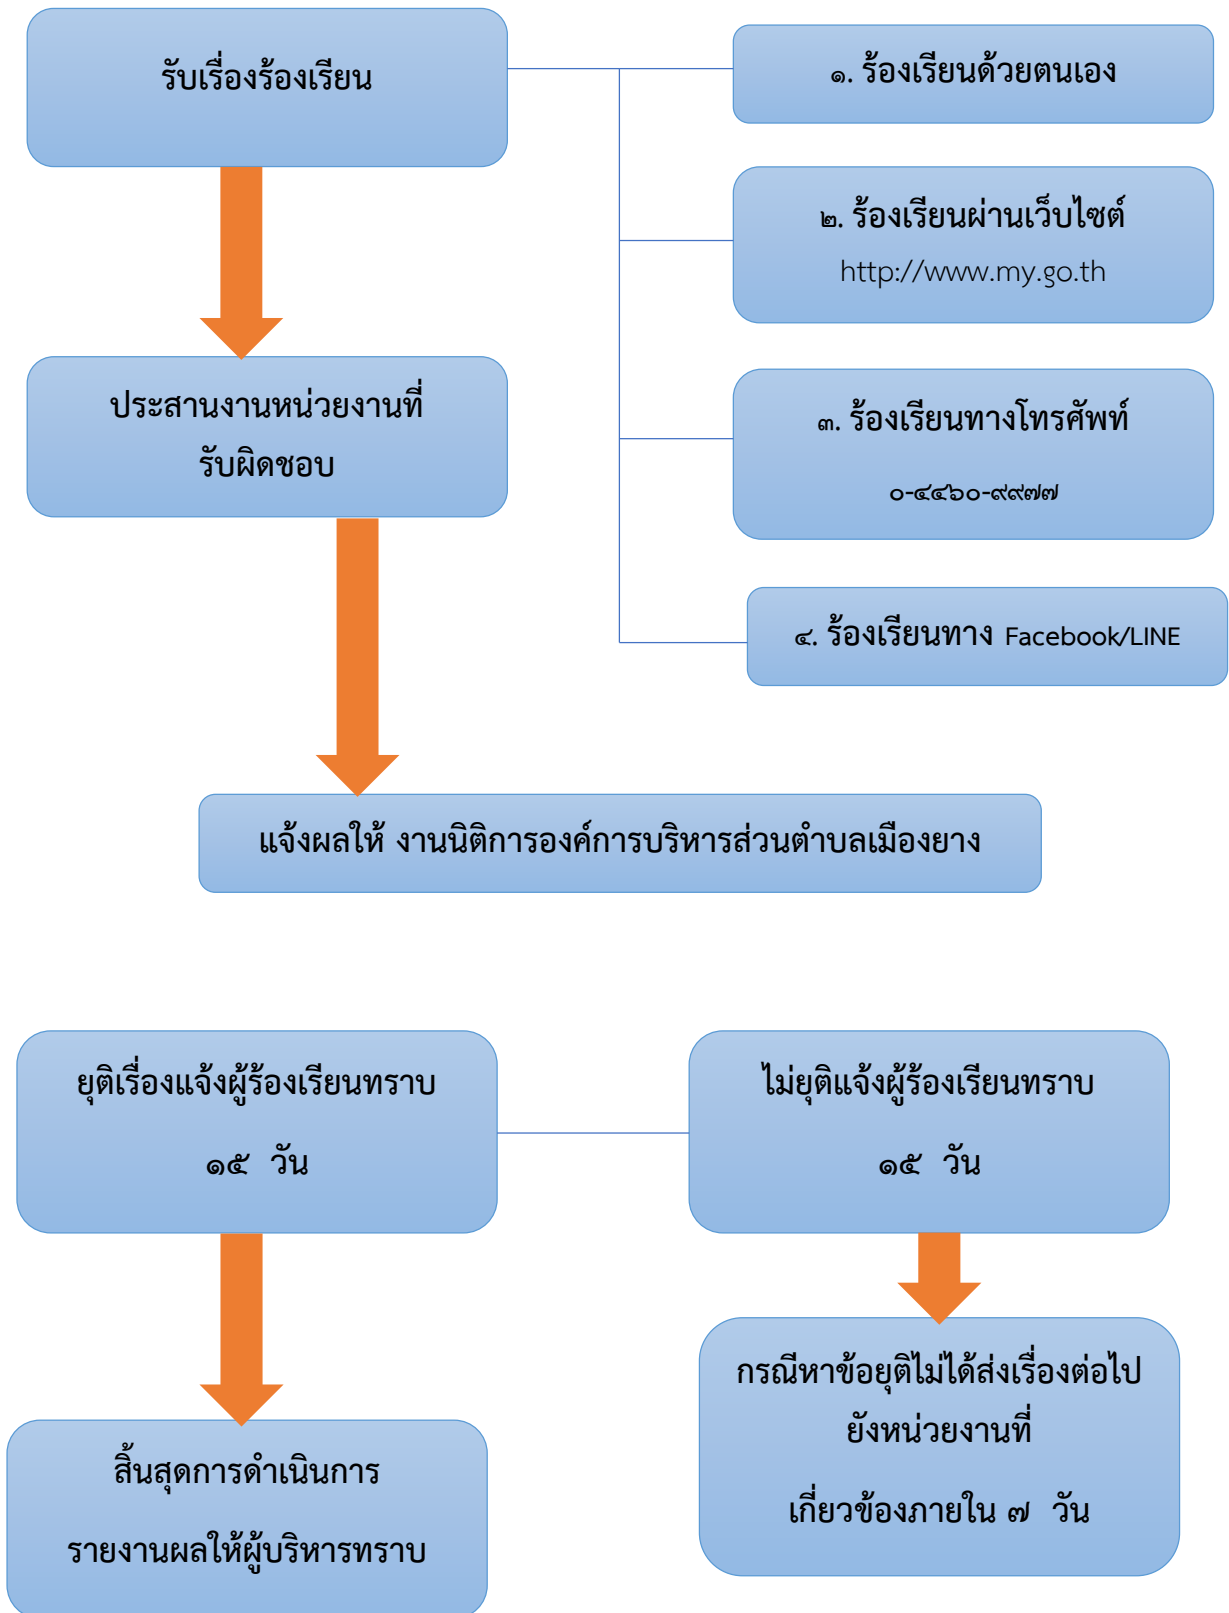 รับเรื่องร้องเรียน
๑. ร้องเรียนด้วยตนเอง
๒. ร้องเรียนผ่านเว็บไซต์
http://www.my.go.th
๓. ร้องเรียนทางโทรศัพท์
๐-๔๔๖๐-๙๙๗๗
๔. ร้องเรียนทาง Facebook/LINE
ประสานงานหน่วยงานที่
รับผิดชอบ
แจ้งผลให้ งานนิติการองค์การบริหารส่วนตำบลเมืองยาง
ยุติเรื่องแจ้งผู้ร้องเรียนทราบ
๑๕ วัน
ไม่ยุติแจ้งผู้ร้องเรียนทราบ
๑๕ วัน
สิ้นสุดการดำเนินการ
รายงานผลให้ผู้บริหารทราบ
กรณีหาข้อยุติไม่ได้ส่งเรื่องต่อไป
ยังหน่วยงานที่
เกี่ยวข้องภายใน ๗ วัน